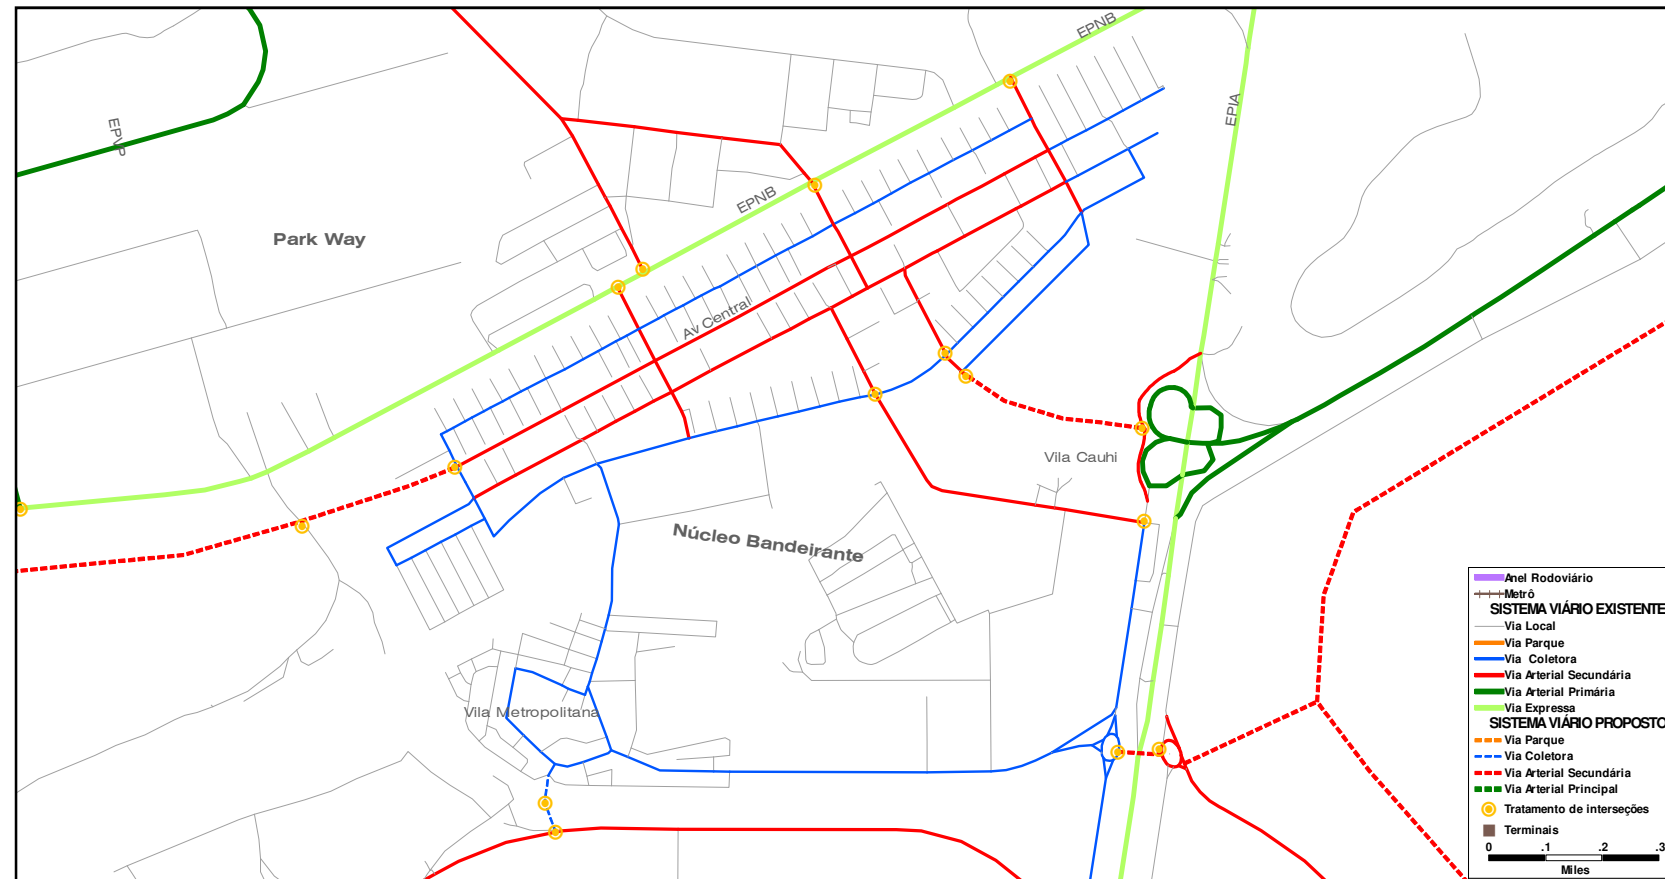 EPNB
EPIA
EPVP
EPNB
Park Way
Av Central
Vila Cauhi
Núcleo Bandeirante
Vila Metropolitana
Anel Rodoviário
Metrô
SISTEMA VIÁRIO EXISTENTE
Via Local
Via Parque
Via Coletora
Via Arterial Secundária
Via Arterial Primária
Via Expressa
SISTEMA VIÁRIO PROPOSTO
Via Parque
Via Coletora
Via Arterial Secundária
Via Arterial Principal
Tratamento de interseções
Terminais
0 .1 .2 .3
Miles